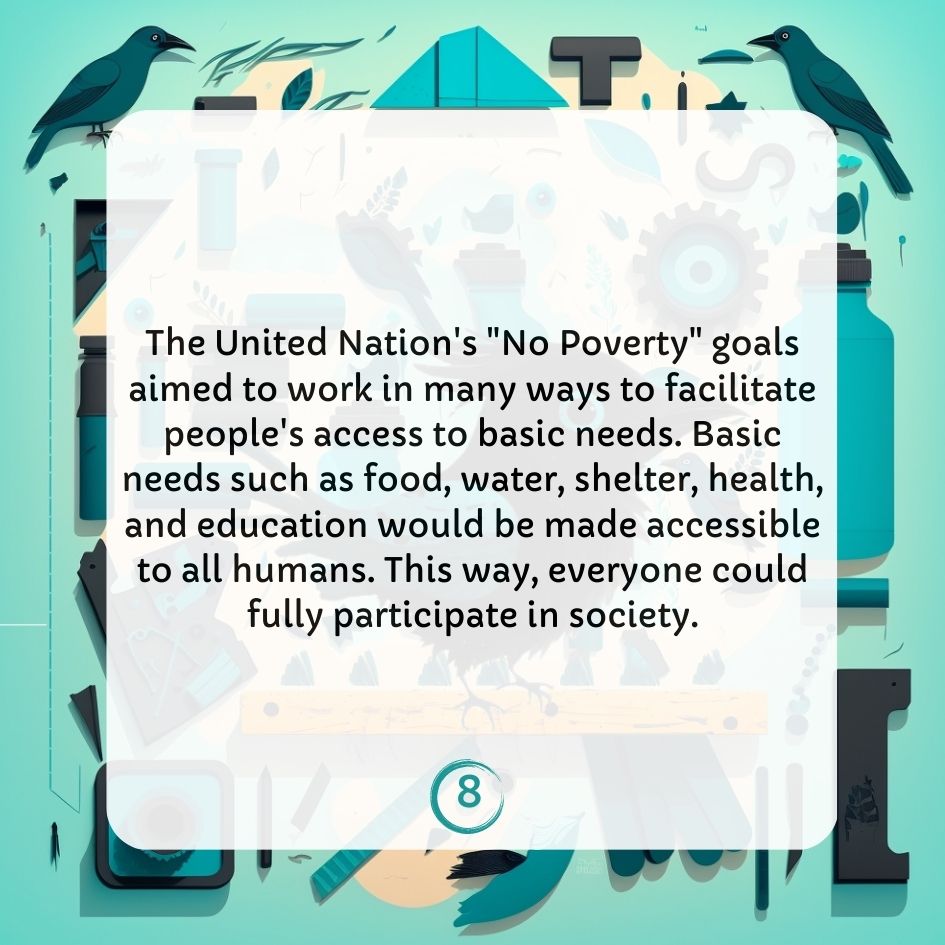 The United Nation's "No Poverty" goals
aimed to work in many ways to facilitate
people's access to basic needs. Basic
needs such as food, water, shelter, health,
and education would be made accessible
to all humans. This way, everyone could
fully participate in society.
8